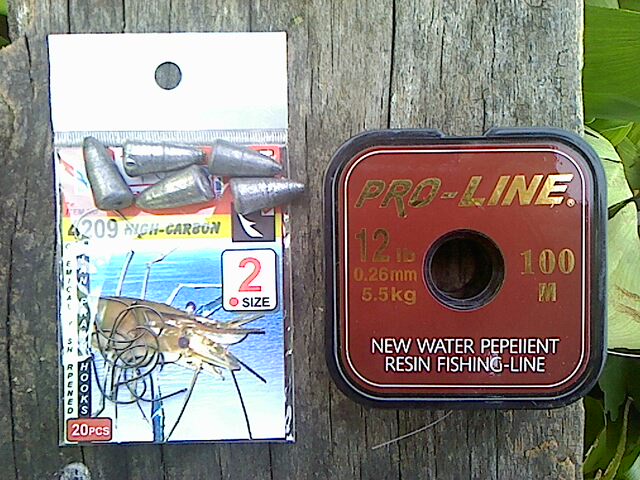 4209 HIGH-CARBON
2
SIZE
HOOKS
20PCS
PRO-LINE®
12 lb
0.26mm
5.5kg
100
M
NEW WATER PEPEIIENT
RESIN FISHING-LINE